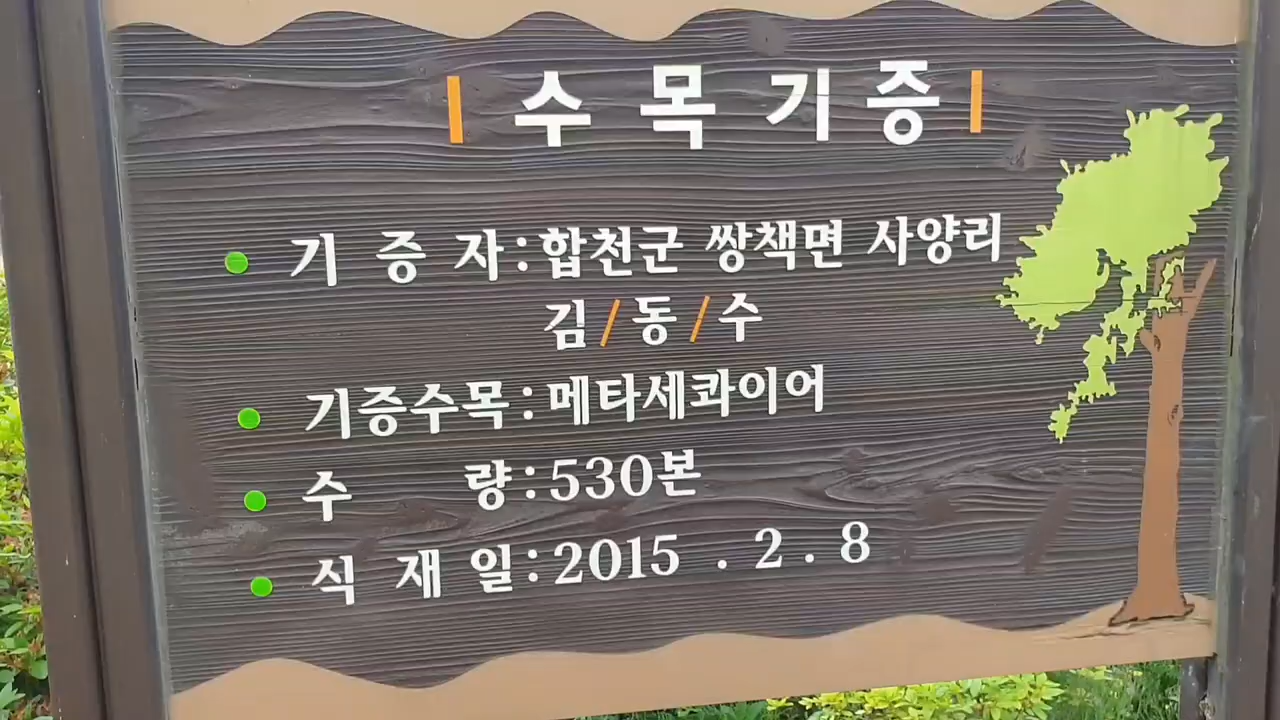 | 수목기증 |
기 증 자 : 합천군 쌍책면 사양리
김 / 동 / 수
기증수목 : 메타세콰이어
수 량 : 530본
식 재 일 : 2015 . 2 . 8